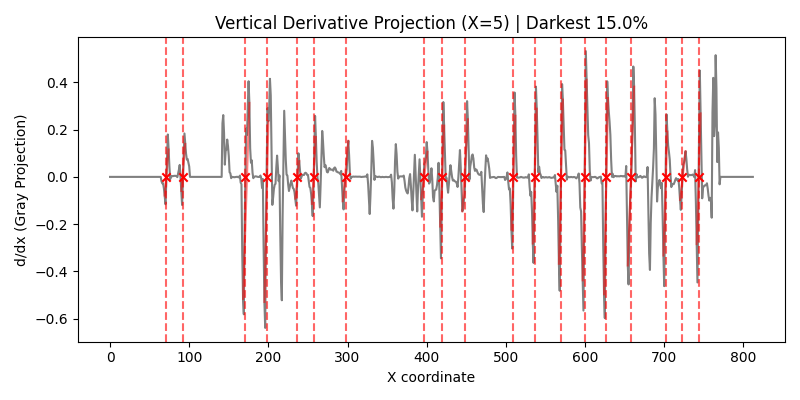 Vertical Derivative Projection (X=5) | Darkest 15.0%
d/dx (Gray Projection)
0.4
0.2
0.0
−0.2
−0.4
−0.6
0 100 200 300 400 500 600 700 800
X coordinate